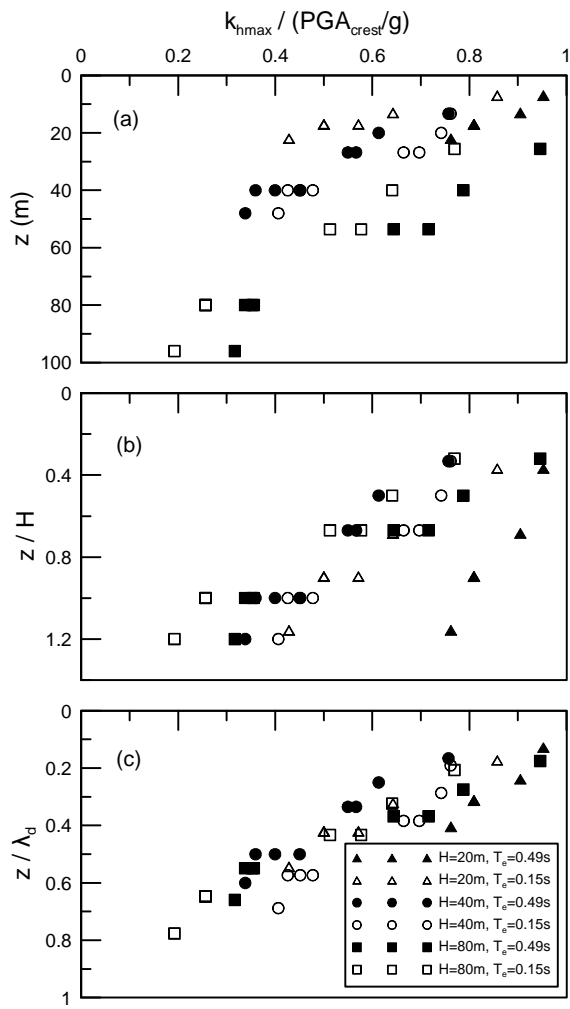 k_hmax / (PGA_crest/g)
0 0.2 0.4 0.6 0.8 1
0
20
40
60
80
100
z (m)
(a)
0
0.4
0.8
1.2
z / H
(b)
0
0.2
0.4
0.6
0.8
1
z / λ_d
(c)
H=20m, T_e=0.49s
H=20m, T_e=0.15s
H=40m, T_e=0.49s
H=40m, T_e=0.15s
H=80m, T_e=0.49s
H=80m, T_e=0.15s